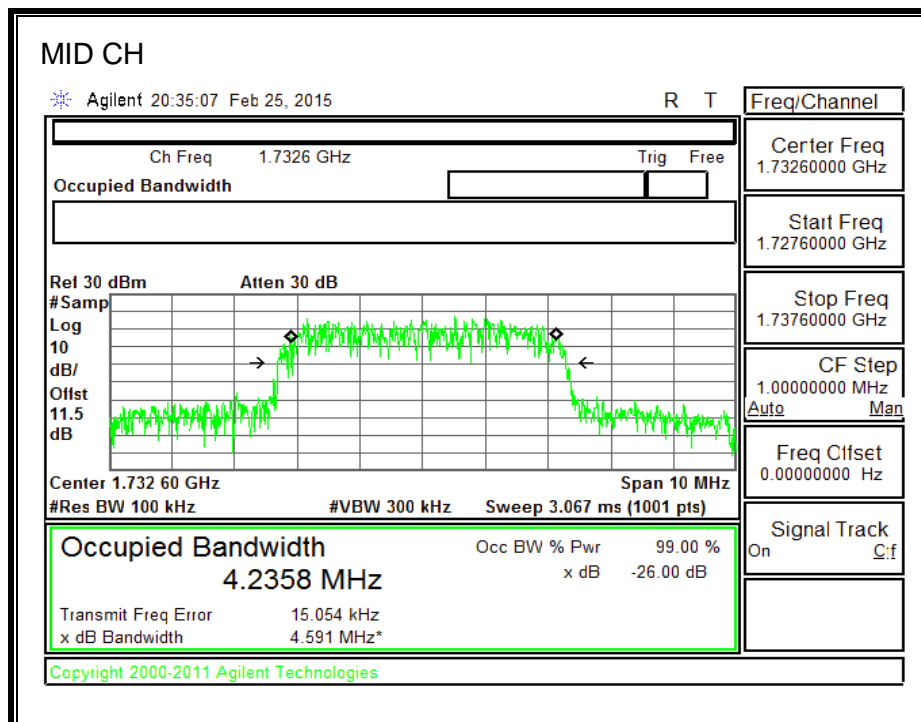 MID CH
Agilent 20:35:07 Feb 25, 2015 R T
Freq/Channel
Ch Freq 1.7326 GHz Trig Free
Occupied Bandwidth
Center Freq
1.73260000 GHz
Start Freq
1.72760000 GHz
Stop Freq
1.73760000 GHz
CF Step
1.00000000 MHz
Auto Man
Freq Offset
0.00000000 Hz
Signal Track
On Off
Ref 30 dBm Atten 30 dB
#Samp
Log
10
dB/
Offst
11.5
dB
Center 1.732 60 GHz Span 10 MHz
#Res BW 100 kHz #VBW 300 kHz Sweep 3.067 ms (1001 pts)
Occupied Bandwidth
4.2358 MHz
Occ BW % Pwr 99.00 %
x dB -26.00 dB
Transmit Freq Error 15.054 kHz
x dB Bandwidth 4.591 MHz*
Copyright 2000-2011 Agilent Technologies